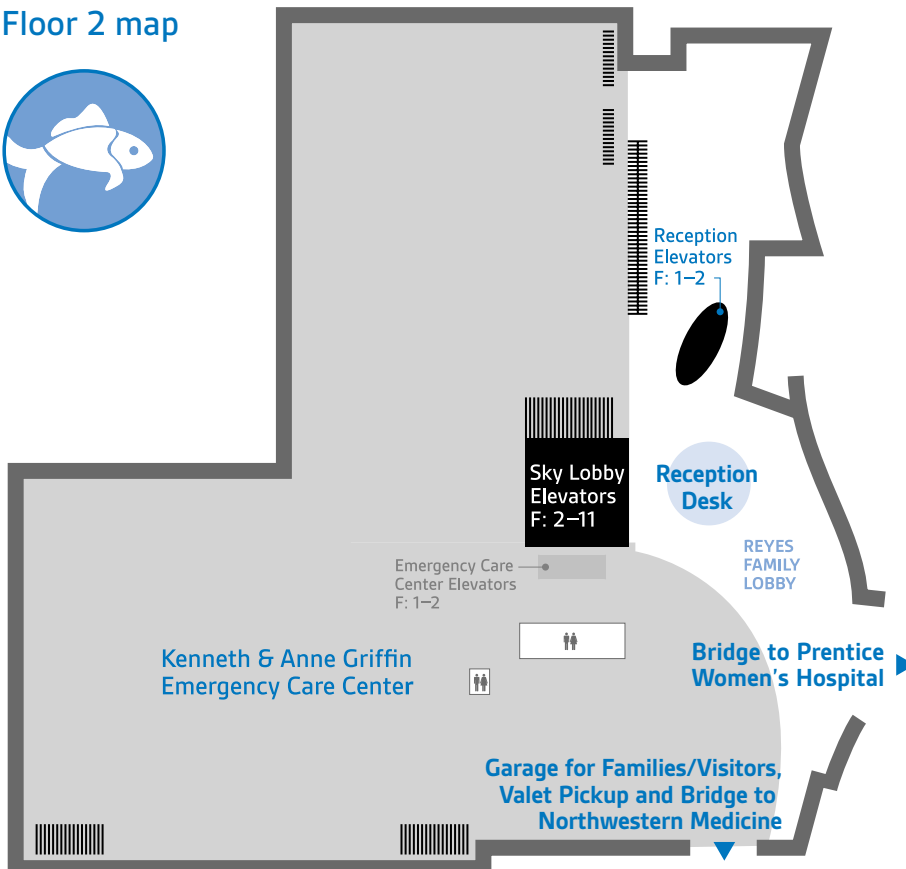 Floor 2 map
Reception
Elevators
F: 1–2
Sky Lobby
Elevators
F: 2–11
Reception
Desk
REYES
FAMILY
LOBBY
Emergency Care
Center Elevators
F: 1–2
Kenneth & Anne Griffin
Emergency Care Center
Bridge to Prentice
Women's Hospital
Garage for Families/Visitors,
Valet Pickup and Bridge to
Northwestern Medicine